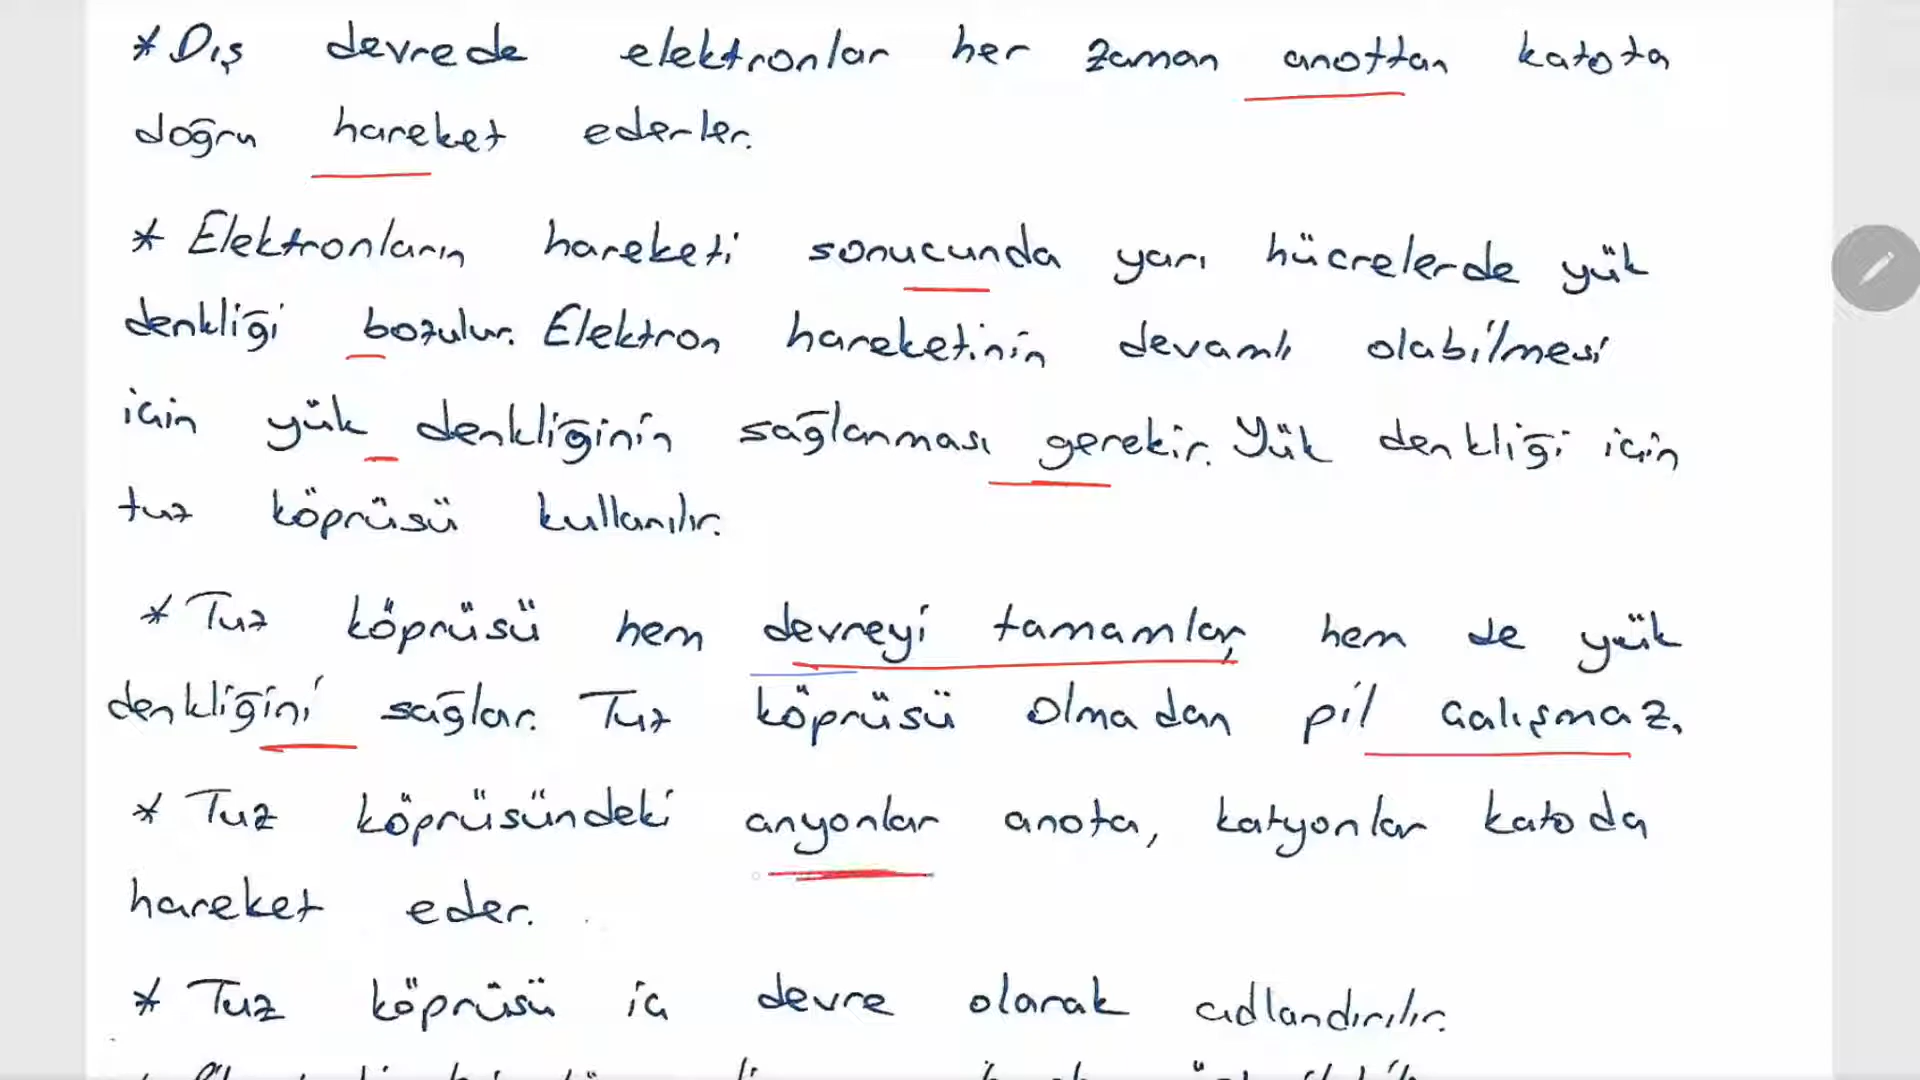 * Dış devrede elektronlar her zaman anottan katota
doğru hareket ederler.
* Elektronların hareketi sonucunda yarı hücrelerde yük
denkliği bozulur. Elektron hareketinin devamlı olabilmesi
için yük denkliğinin sağlanması gerekir. Yük denkliği için
tuz köprüsü kullanılır.
* Tuz köprüsü hem devreyi tamamlar, hem de yük
denkliğini sağlar. Tuz köprüsü olmadan pil çalışmaz.
* Tuz köprüsündeki anyonlar anota, katyonlar katoda
hareket eder.
* Tuz köprüsü iç devre olarak adlandırılır.